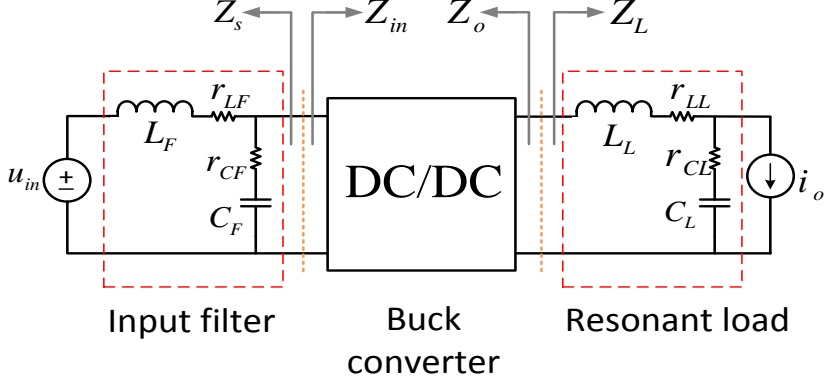 Z_s Z_in Z_o Z_L
r_LF r_LL
L_F L_L
r_CF r_CL
u_in ± DC/DC i_o
C_F C_L
Input filter Buck converter Resonant load